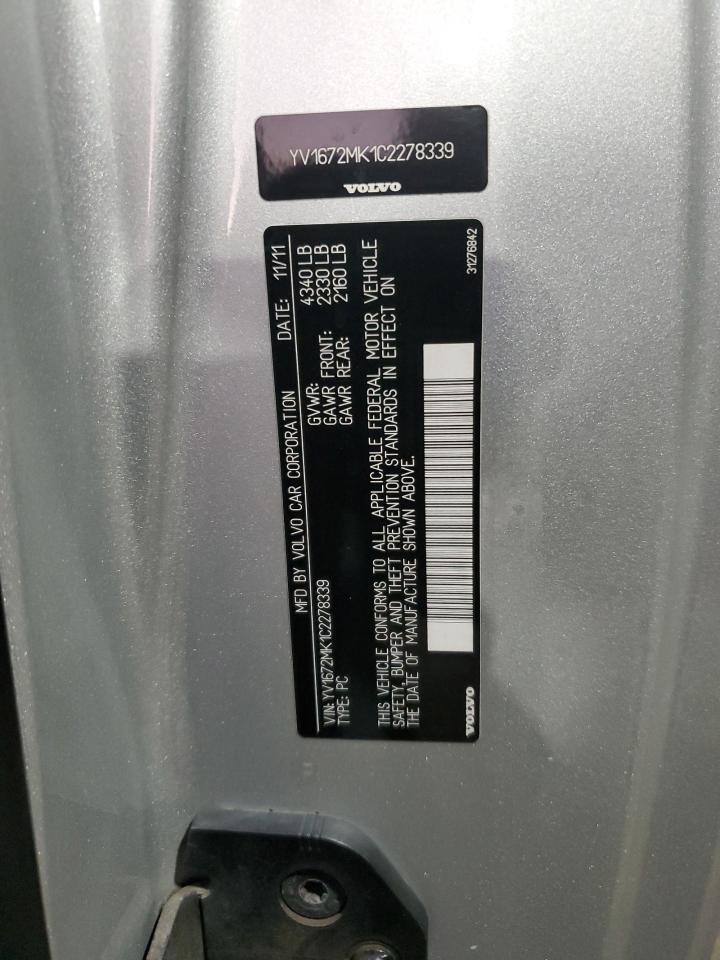 YV1672MK1C2278339
VOLVO
MFD BY VOLVO CAR CORPORATION DATE: 11/11
VIN: YV1672MK1C2278339 GVWR: 4340 LB
TYPE: PC GAWR FRONT: 2330 LB
GAWR REAR: 2160 LB
THIS VEHICLE CONFORMS TO ALL APPLICABLE FEDERAL MOTOR VEHICLE
SAFETY, BUMPER AND THEFT PREVENTION STANDARDS IN EFFECT ON
THE DATE OF MANUFACTURE SHOWN ABOVE.
VOLVO 31276842